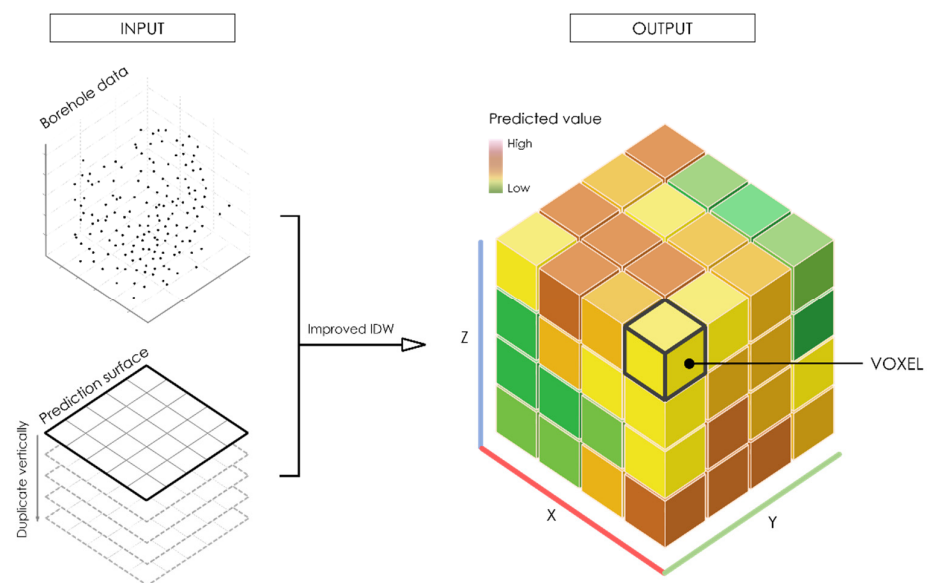 INPUT
OUTPUT
Borehole data
Predicted value
High
Low
Improved IDW
Z
VOXEL
Prediction surface
Duplicate vertically
X
Y